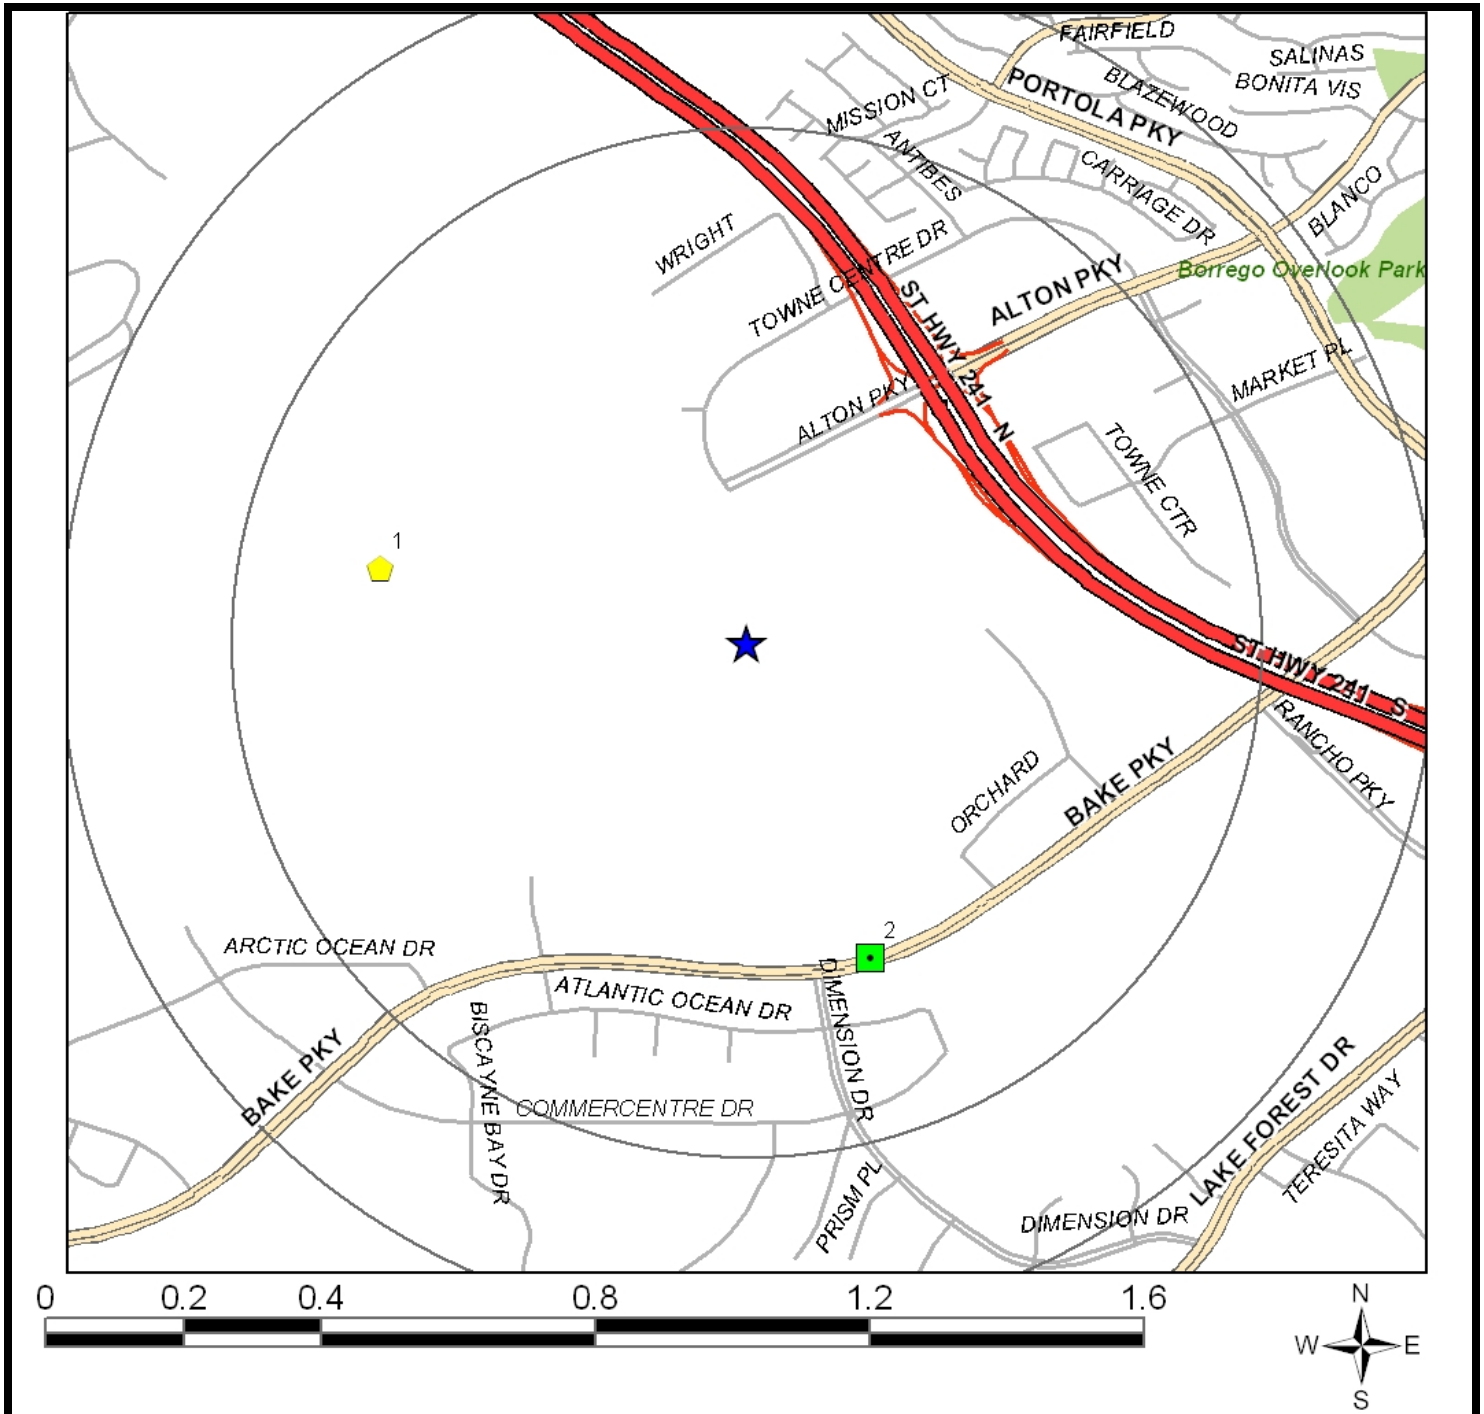 FAIRFIELD
SALINAS
BONITA VIS
BLAZEWOOD
PORTOLA PKY
MISSION CT
ANTIBES
CARRIAGE DR
BLANCO
WRIGHT
TOWNE CENTRE DR
Borrego Overlook Park
ALTON PKY
ST HWY 241 N
MARKET PL
ALTON PKY
TOWNE CTR
1
ST HWY 241 S
RANCHO PKY
ORCHARD
BAKE PKY
2
ARCTIC OCEAN DR
ATLANTIC OCEAN DR
DIMENSION DR
BISCAYNE BAY DR
BAKE PKY
COMMERCENTRE DR
LAKE FOREST DR
TERESITA WAY
PRISM PL
DIMENSION DR
0 0.2 0.4 0.8 1.2 1.6
N
W E
S